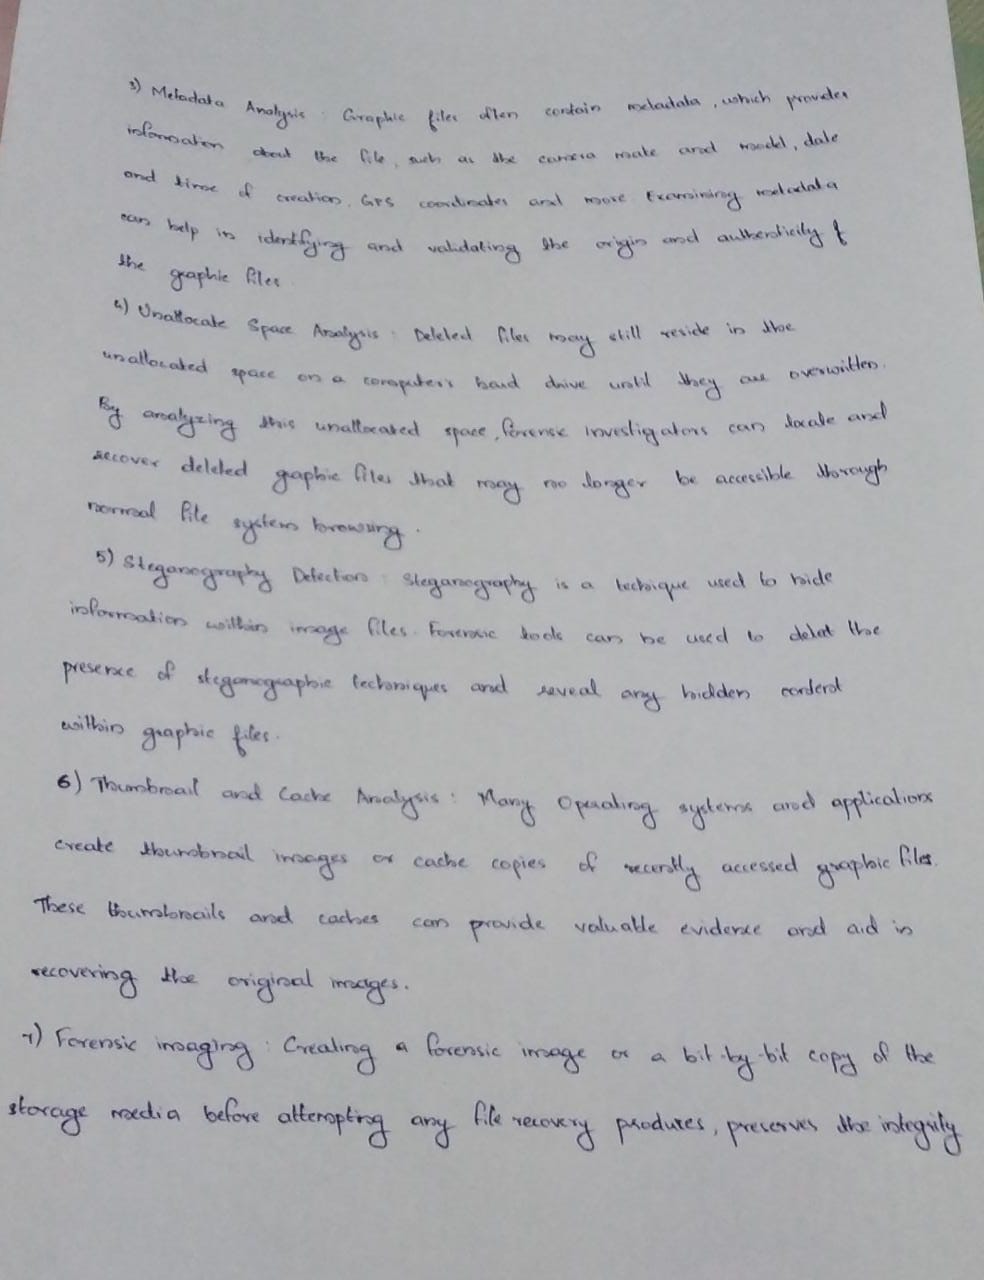 3) Metadata Analysis : Graphic files often contain metadata , which provides
information about the file, such as the camera make and model, date
and time of creation, GPS coordinates and more Examining metadata
can help in identifying and validating the origin and authenticity of
the graphic files
4) Unallocate Space Analysis : Deleted files may still reside in the
unallocated space on a computer's hard drive until they are overwritten.
By analyzing this unallocated space, forensic investigators can locate and
recover deleted graphic files that may no longer be accessible through
normal file system browsing .
5) Steganography Detection : Steganography is a techique used to hide
information within image files. Forensic tools can be used to detect the
presence of steganographic techniques and reveal any hidden content
within graphic files.
6) Thumbnail and Cache Analysis : Many Operating systems and applications
create thumbnail images or cache copies of recently accessed graphic files.
These thumbnails and caches can provide valuable evidence and aid in
recovering the original images.
7) Forensic imaging : Creating a forensic image or a bit-by-bit copy of the
storage media before attempting any file recovery produres, preserves the integrity